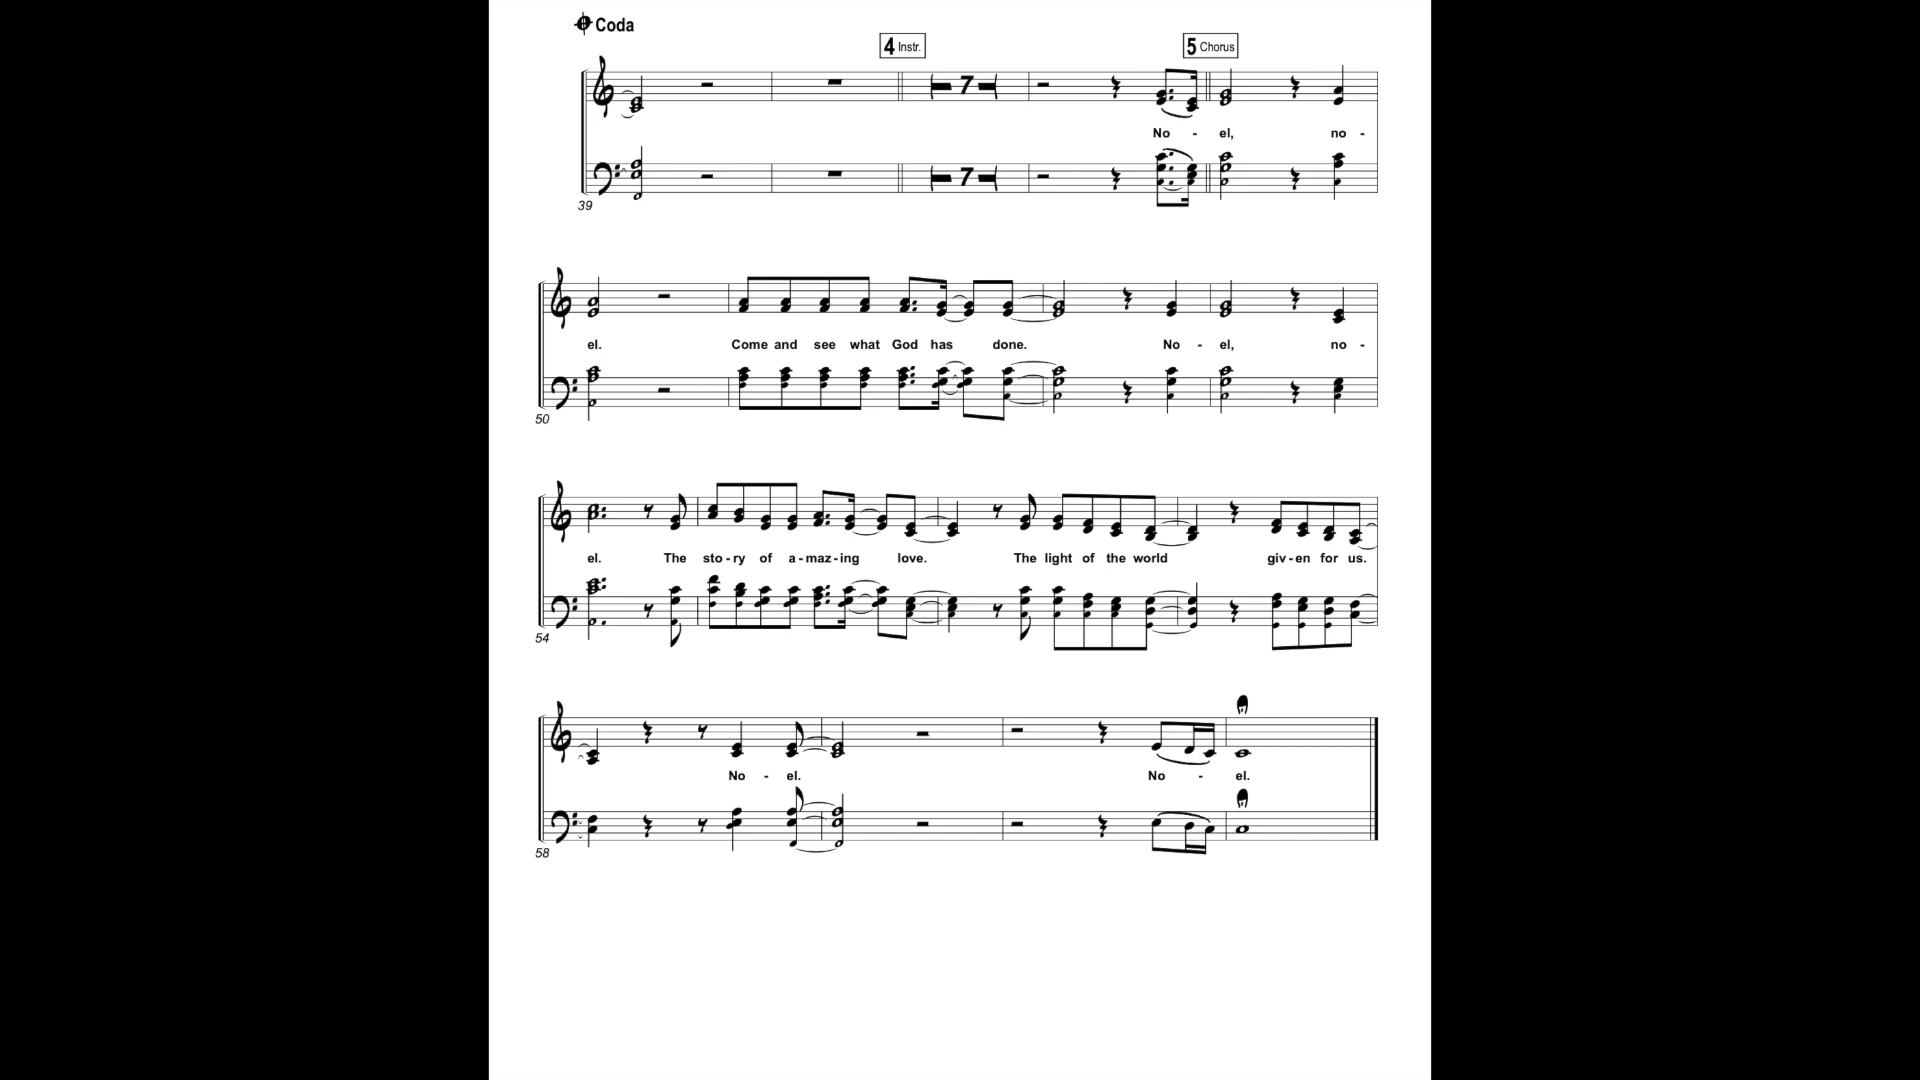 Coda
4 Instr.
5 Chorus
7
No - el, no -
7
39
el. Come and see what God has done. No - el, no -
50
el. The sto - ry of a - maz - ing love. The light of the world giv - en for us.
54
No - el. No - el.
58